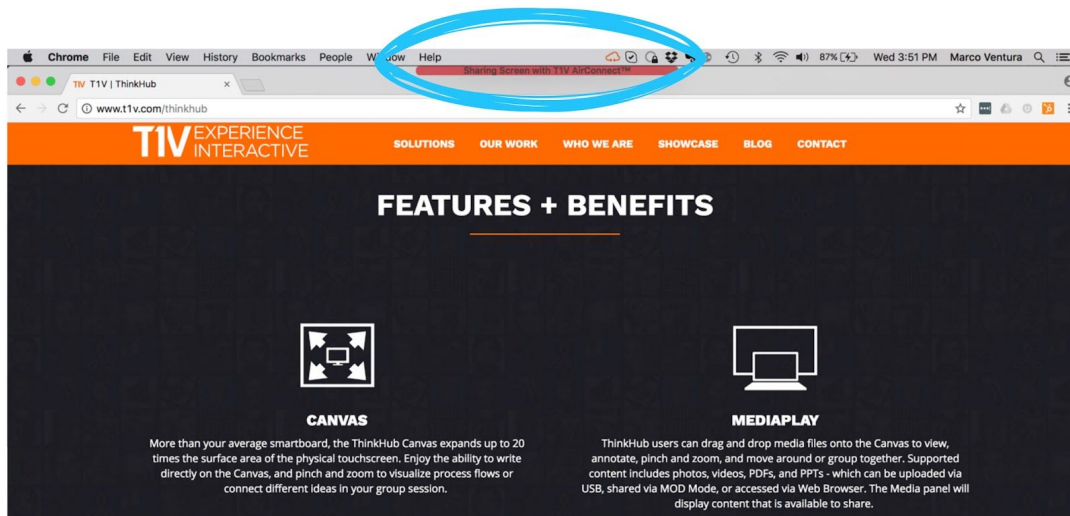 Chrome File Edit View History Bookmarks People Window Help 87% Wed 3:51 PM Marco Ventura
Sharing Screen with T1V AirConnect™
T1V T1V | ThinkHub
www.t1v.com/thinkhub
T1V EXPERIENCE INTERACTIVE
SOLUTIONS OUR WORK WHO WE ARE SHOWCASE BLOG CONTACT
FEATURES + BENEFITS
CANVAS
More than your average smartboard, the ThinkHub Canvas expands up to 20
times the surface area of the physical touchscreen. Enjoy the ability to write
directly on the Canvas, and pinch and zoom to visualize process flows or
connect different ideas in your group session.
MEDIAPLAY
ThinkHub users can drag and drop media files onto the Canvas to view,
annotate, pinch and zoom, and move around or group together. Supported
content includes photos, videos, PDFs, and PPTs - which can be uploaded via
USB, shared via MOD Mode, or accessed via Web Browser. The Media panel will
display content that is available to share.